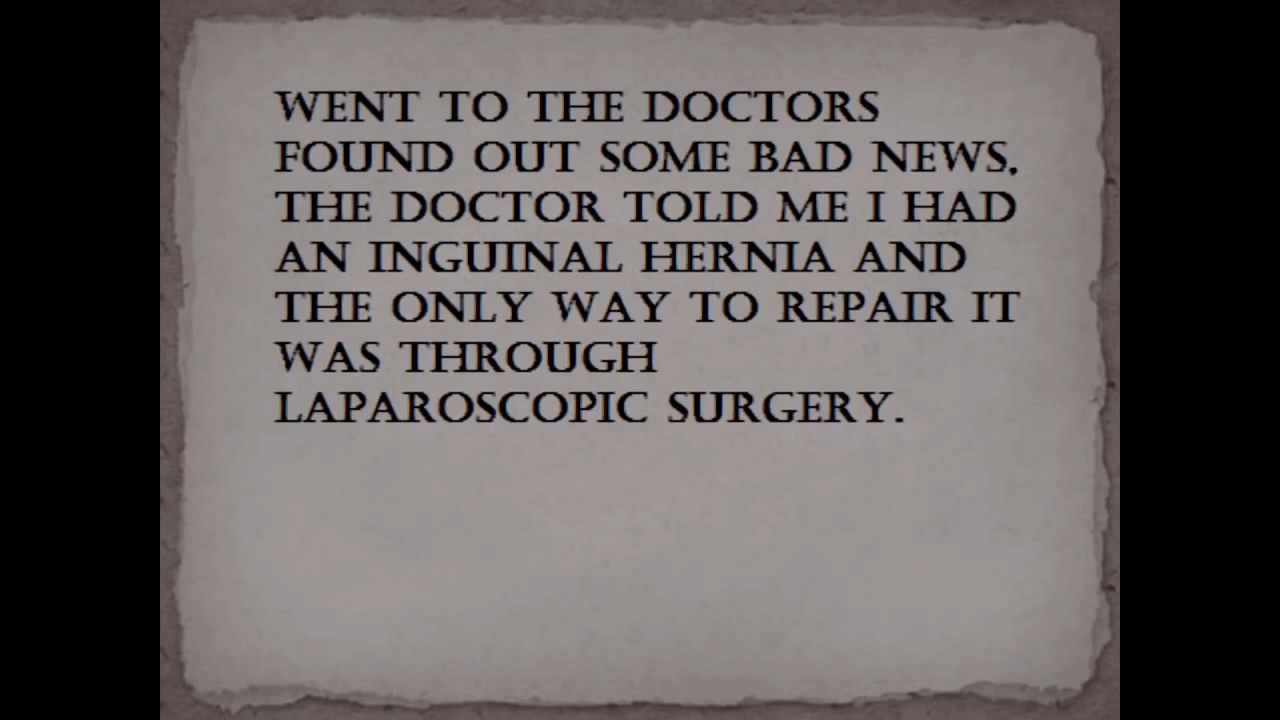 WENT TO THE DOCTORS
FOUND OUT SOME BAD NEWS.
THE DOCTOR TOLD ME I HAD
AN INGUINAL HERNIA AND
THE ONLY WAY TO REPAIR IT
WAS THROUGH
LAPAROSCOPIC SURGERY.